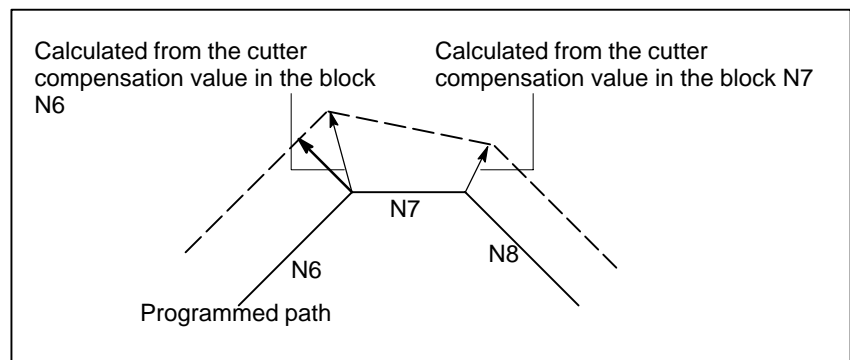 Calculated from the cutter
compensation value in the block
N6
Calculated from the cutter
compensation value in the block N7
N7
N6
N8
Programmed path